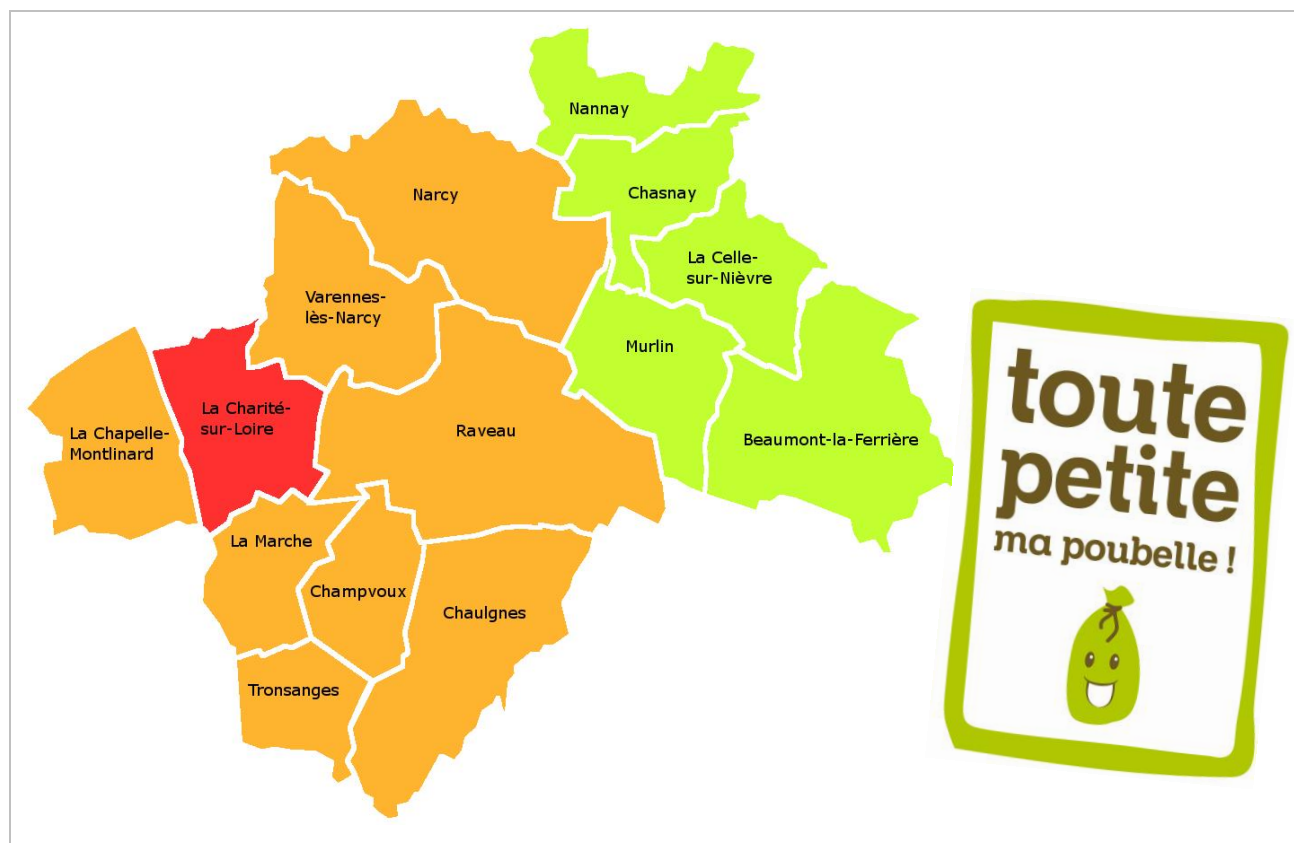 Nannay
Chasnay
Narcy
La Celle-
sur-Nièvre
Varennes-
lès-Narcy
Murlin
La Charité-
sur-Loire
La Chapelle-
Montlinard
Raveau
Beaumont-la-Ferrière
La Marche
Champvoux
Chaulgnes
Tronsanges
toute
petite
ma poubelle !